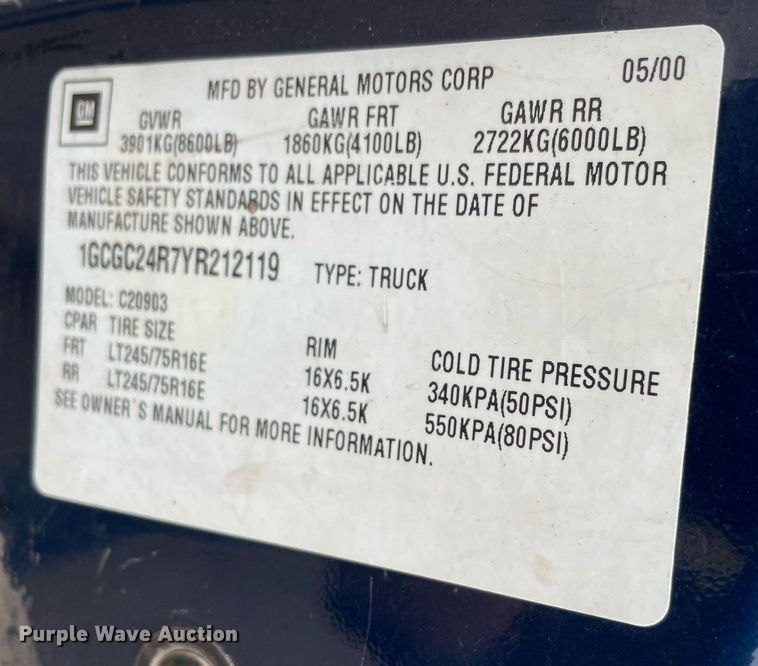 MFD BY GENERAL MOTORS CORP 05/00
GM
GVWR GAWR FRT GAWR RR
3901KG(8600LB) 1860KG(4100LB) 2722KG(6000LB)
THIS VEHICLE CONFORMS TO ALL APPLICABLE U.S. FEDERAL MOTOR
VEHICLE SAFETY STANDARDS IN EFFECT ON THE DATE OF
MANUFACTURE SHOWN ABOVE.
1GCGC24R7YR212119 TYPE: TRUCK
MODEL: C20903
CPAR TIRE SIZE RIM COLD TIRE PRESSURE
FRT LT245/75R16E 16X6.5K 340KPA(50PSI)
RR LT245/75R16E 16X6.5K 550KPA(80PSI)
SEE OWNER'S MANUAL FOR MORE INFORMATION.
Purple Wave Auction